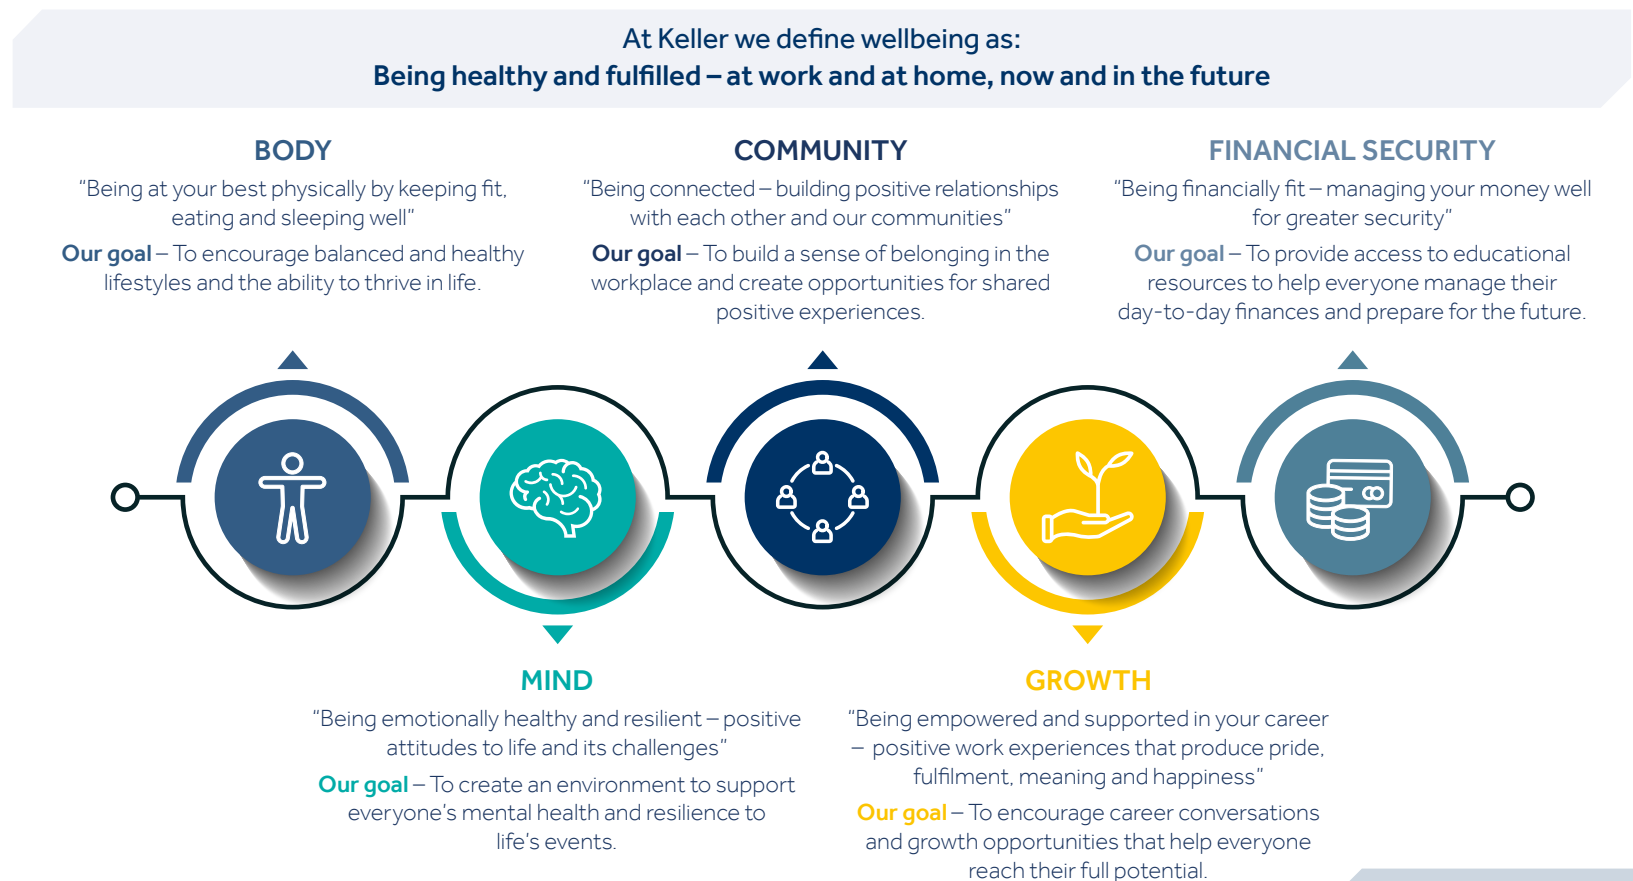 At Keller we define wellbeing as:
Being healthy and fulfilled – at work and at home, now and in the future
BODY
“Being at your best physically by keeping fit,
eating and sleeping well”
Our goal – To encourage balanced and healthy
lifestyles and the ability to thrive in life.
COMMUNITY
“Being connected – building positive relationships
with each other and our communities”
Our goal – To build a sense of belonging in the
workplace and create opportunities for shared
positive experiences.
FINANCIAL SECURITY
“Being financially fit – managing your money well
for greater security”
Our goal – To provide access to educational
resources to help everyone manage their
day-to-day finances and prepare for the future.
MIND
“Being emotionally healthy and resilient – positive
attitudes to life and its challenges”
Our goal – To create an environment to support
everyone’s mental health and resilience to
life’s events.
GROWTH
“Being empowered and supported in your career
– positive work experiences that produce pride,
fulfilment, meaning and happiness”
Our goal – To encourage career conversations
and growth opportunities that help everyone
reach their full potential.